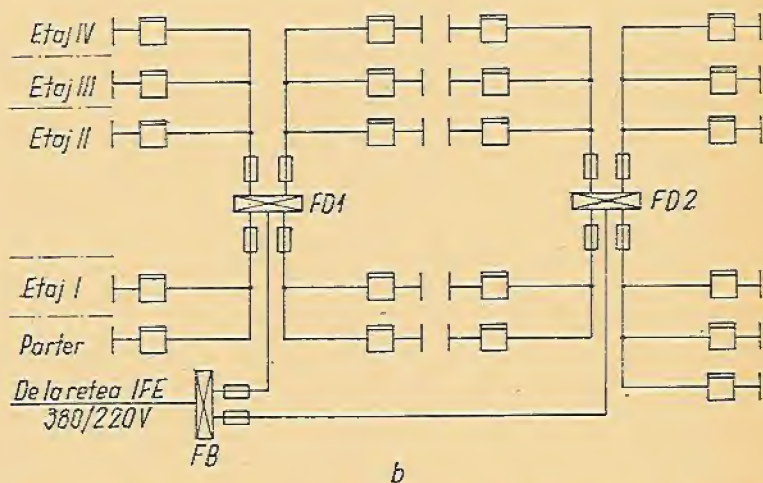 Etaj IV
Etaj III
Etaj II
FD1
FD2
Etaj I
Parter
De la retea IFE
380/220V
FB
b